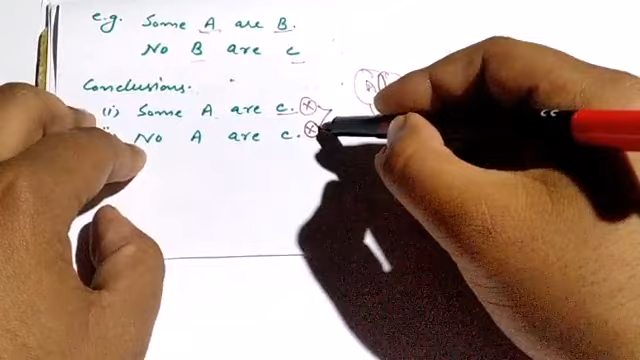 e.g. Some A are B.
No B are c
Conclusions.
(i) Some A are c.
No A are c.
A